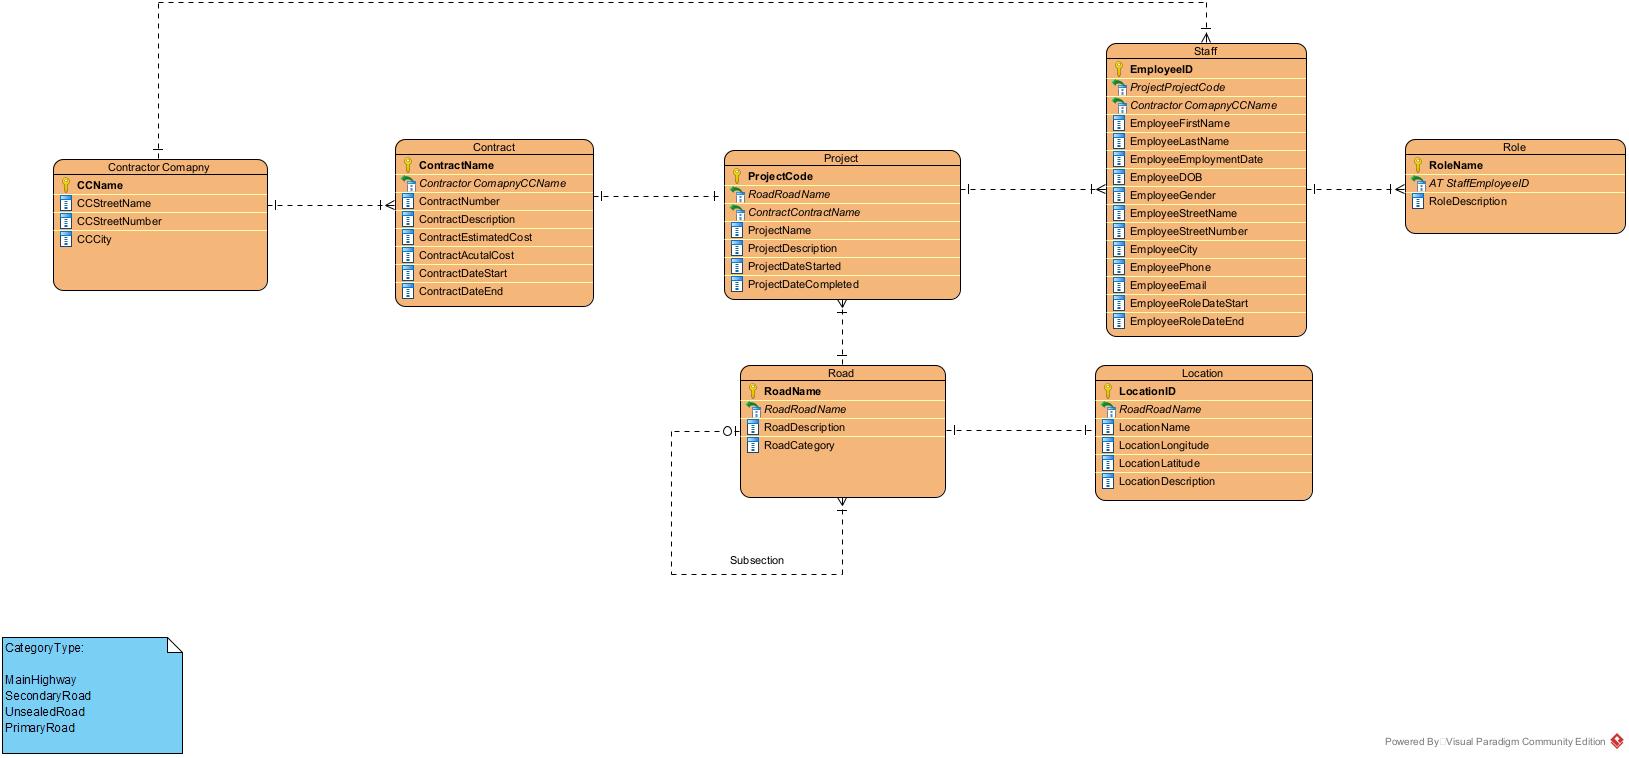 Contractor Comapny
CCName
CCStreetName
CCStreetNumber
CCCity
Contract
ContractName
Contractor ComapnyCCName
ContractNumber
ContractDescription
ContractEstimatedCost
ContractAcutalCost
ContractDateStart
ContractDateEnd
Project
ProjectCode
RoadRoadName
ContractContractName
ProjectName
ProjectDescription
ProjectDateStarted
ProjectDateCompleted
Staff
EmployeeID
ProjectProjectCode
Contractor ComapnyCCName
EmployeeFirstName
EmployeeLastName
EmployeeEmploymentDate
EmployeeDOB
EmployeeGender
EmployeeStreetName
EmployeeStreetNumber
EmployeeCity
EmployeePhone
EmployeeEmail
EmployeeRoleDateStart
EmployeeRoleDateEnd
Role
RoleName
AT StaffEmployeeID
RoleDescription
Road
RoadName
RoadRoadName
RoadDescription
RoadCategory
Subsection
Location
LocationID
RoadRoadName
LocationName
LocationLongitude
LocationLatitude
LocationDescription
CategoryType:
MainHighway
SecondaryRoad
UnsealedRoad
PrimaryRoad
Powered By Visual Paradigm Community Edition